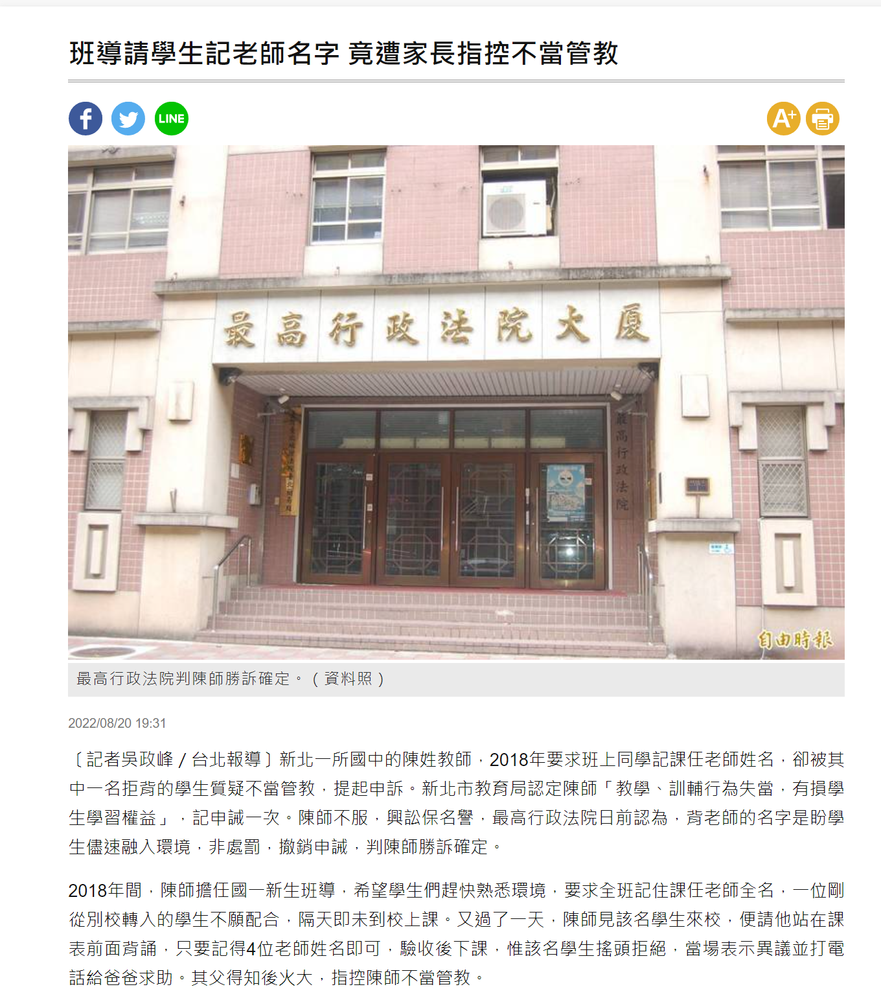 班導請學生記老師名字 竟遭家長指控不當管教
f
LINE
A+
最高行政法院大廈
最高行政法院
自由時報
最高行政法院判陳師勝訴確定。(資料照)
2022/08/20 19:31
〔記者吳政峰/台北報導〕新北一所國中的陳姓教師,2018年要求班上同學記課任老師姓名,卻被其
中一名拒背的學生質疑不當管教,提起申訴。新北市教育局認定陳師「教學、訓輔行為失當,有損學
生學習權益」,記申誡一次。陳師不服,興訟保名譽,最高行政法院日前認為,背老師的名字是盼學
生儘速融入環境,非處罰,撤銷申誡,判陳師勝訴確定。
2018年間,陳師擔任國一新生班導,希望學生們趕快熟悉環境,要求全班記住課任老師全名,一位剛
從別校轉入的學生不願配合,隔天即未到校上課。又過了一天,陳師見該名學生來校,便請他站在課
表前面背誦,只要記得4位老師姓名即可,驗收後下課,惟該名學生搖頭拒絕,當場表示異議並打電
話給爸爸求助。其父得知後火大,指控陳師不當管教。